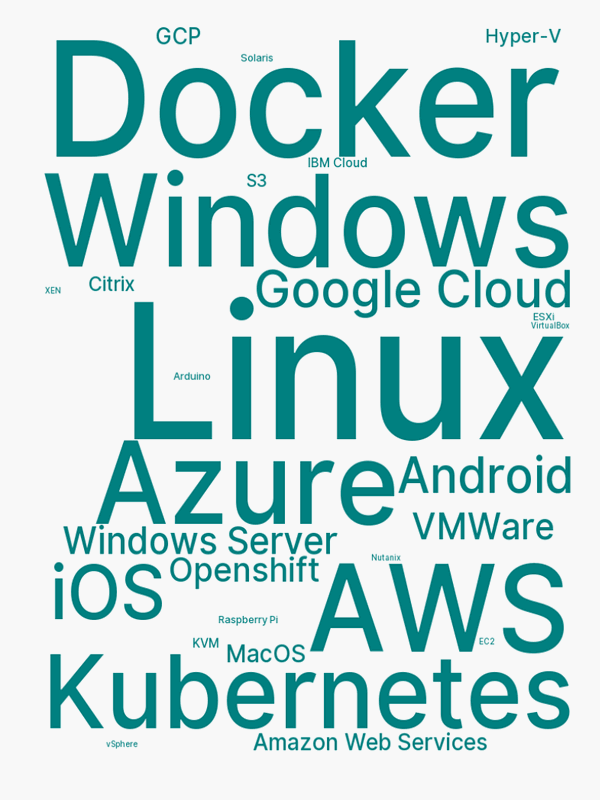 GCP
Hyper-V
Solaris
Docker
IBM Cloud
S3
Windows
Google Cloud
Citrix
XEN
ESXi
VirtualBox
Linux
Arduino
Azure
Android
VMWare
Windows Server
Nutanix
Openshift
iOS
AWS
Raspberry Pi
EC2
KVM
MacOS
Kubernetes
vSphere
Amazon Web Services